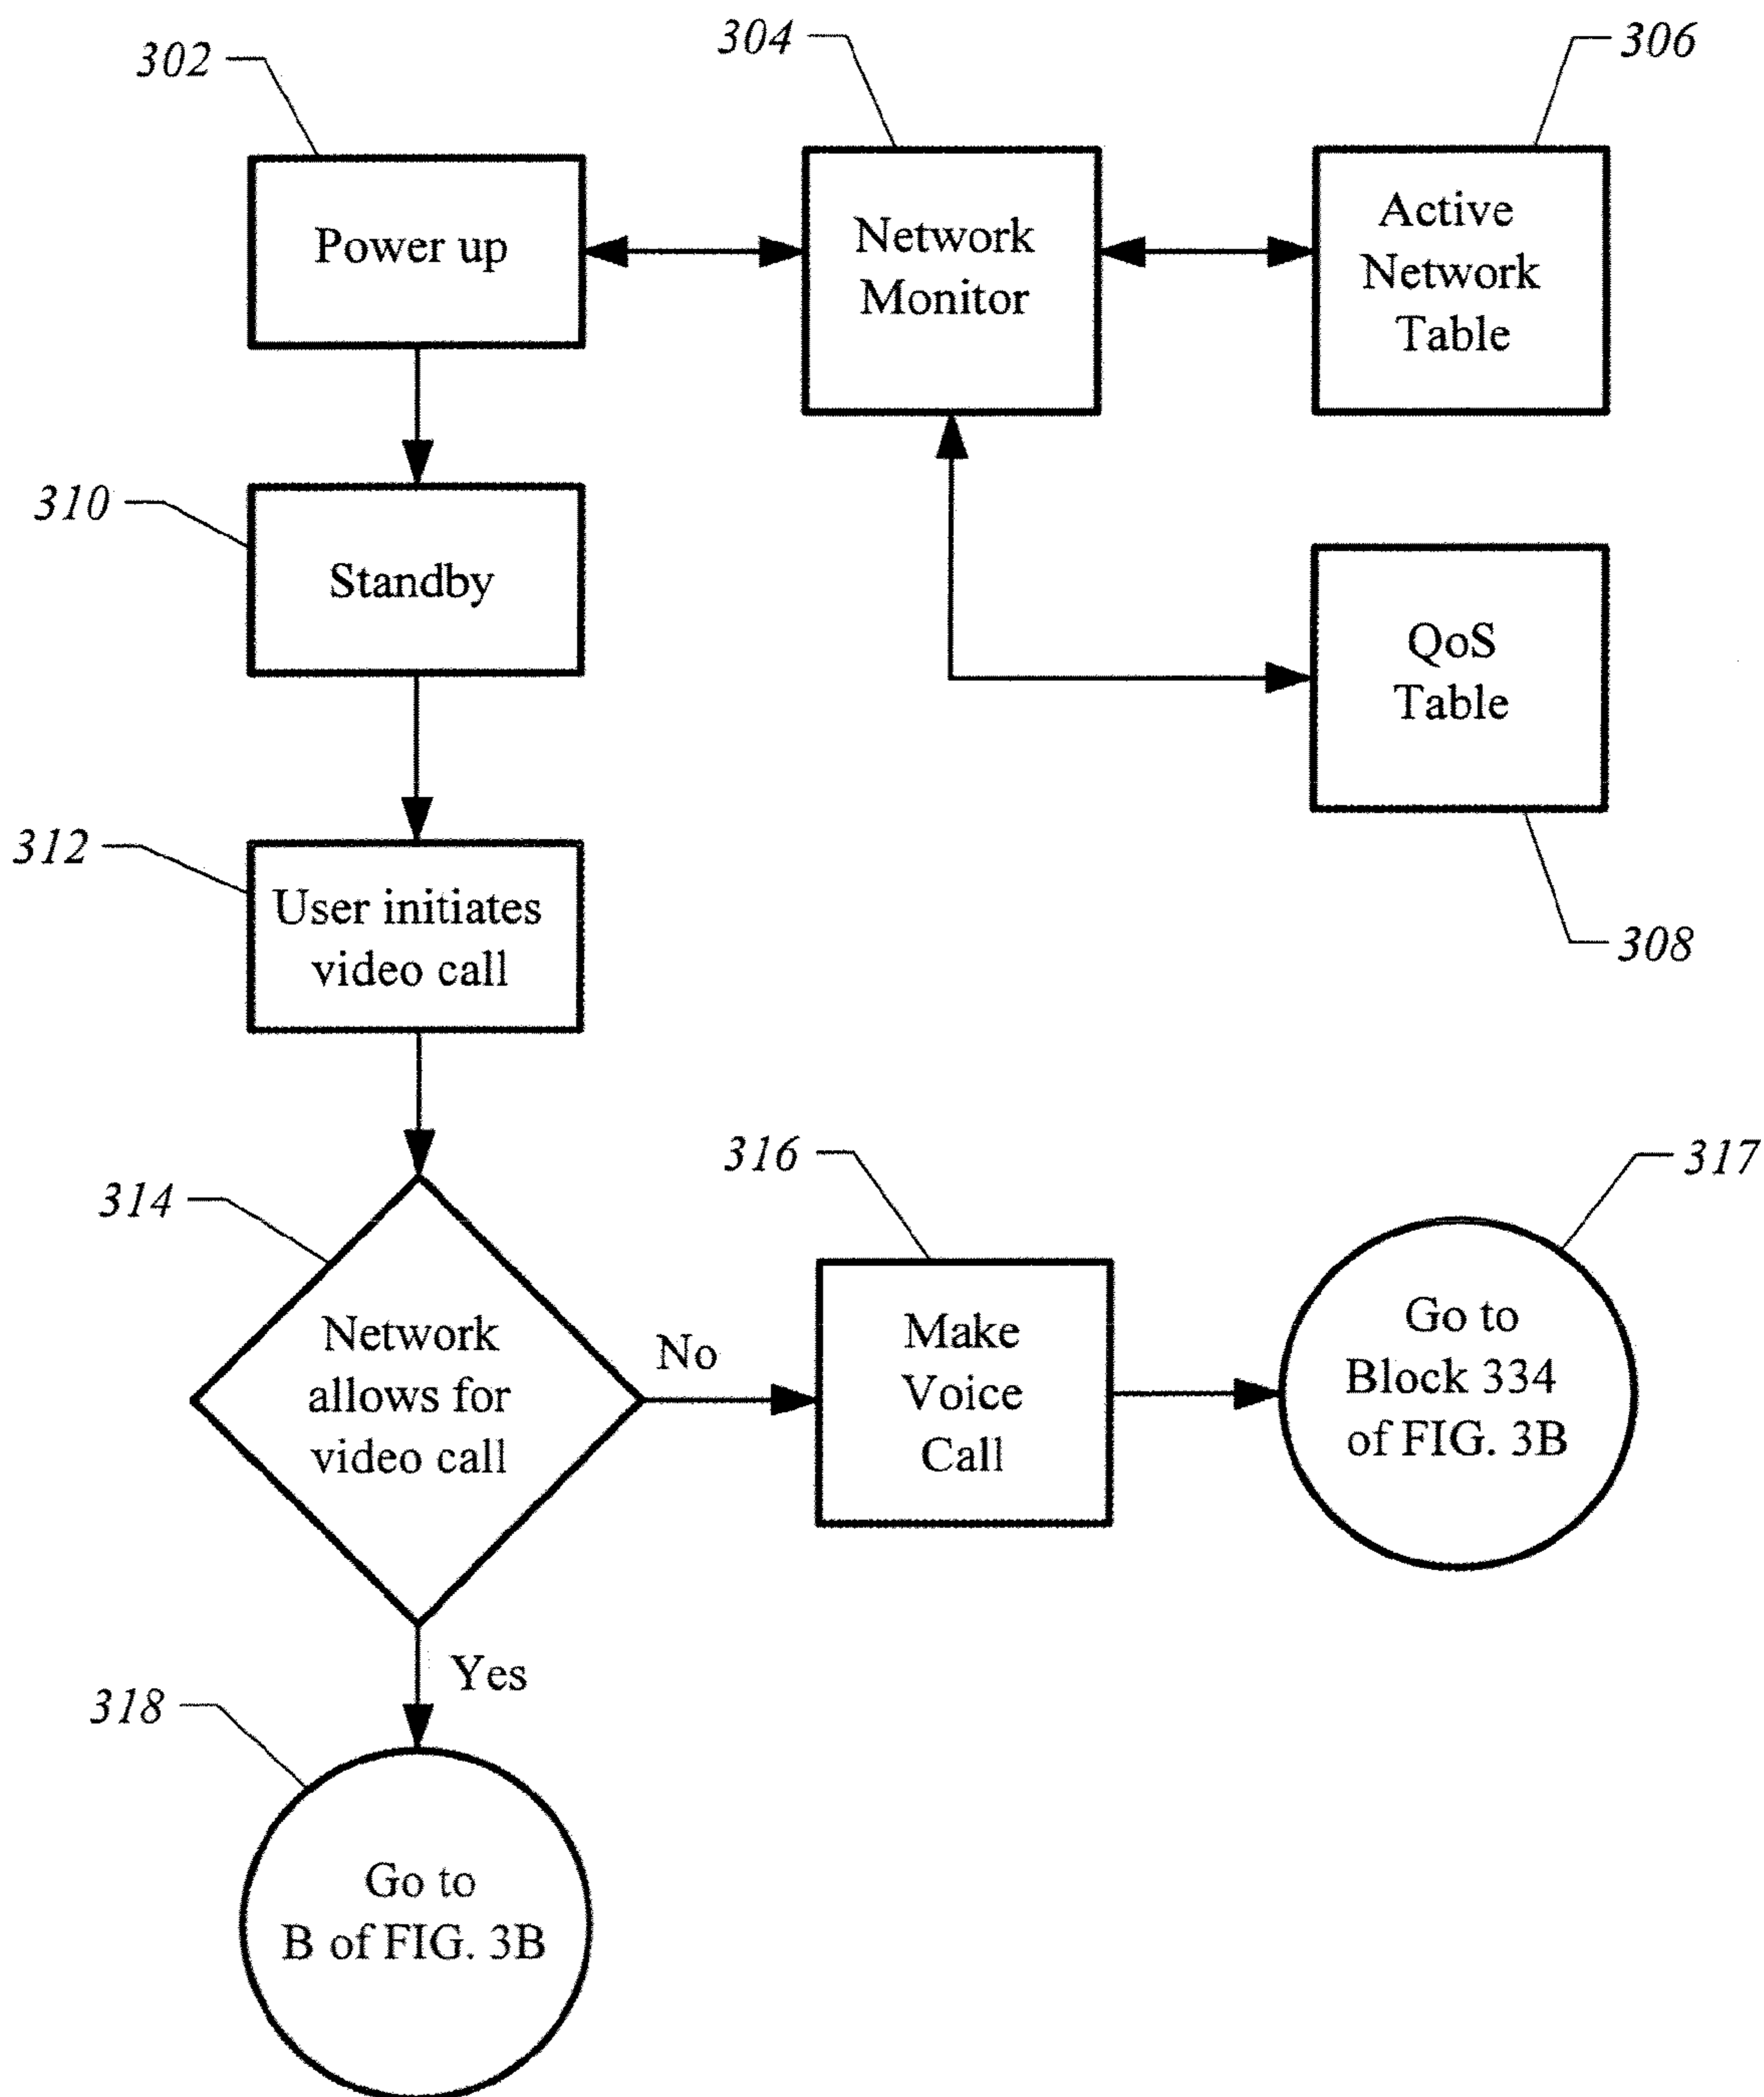 302
304
306
Power up
Network
Monitor
Active
Network
Table
310
Standby
QoS
Table
308
312
User initiates
video call
314
Network
allows for
video call
No
316
Make
Voice
Call
317
Go to
Block 334
of FIG. 3B
Yes
318
Go to
B of FIG. 3B